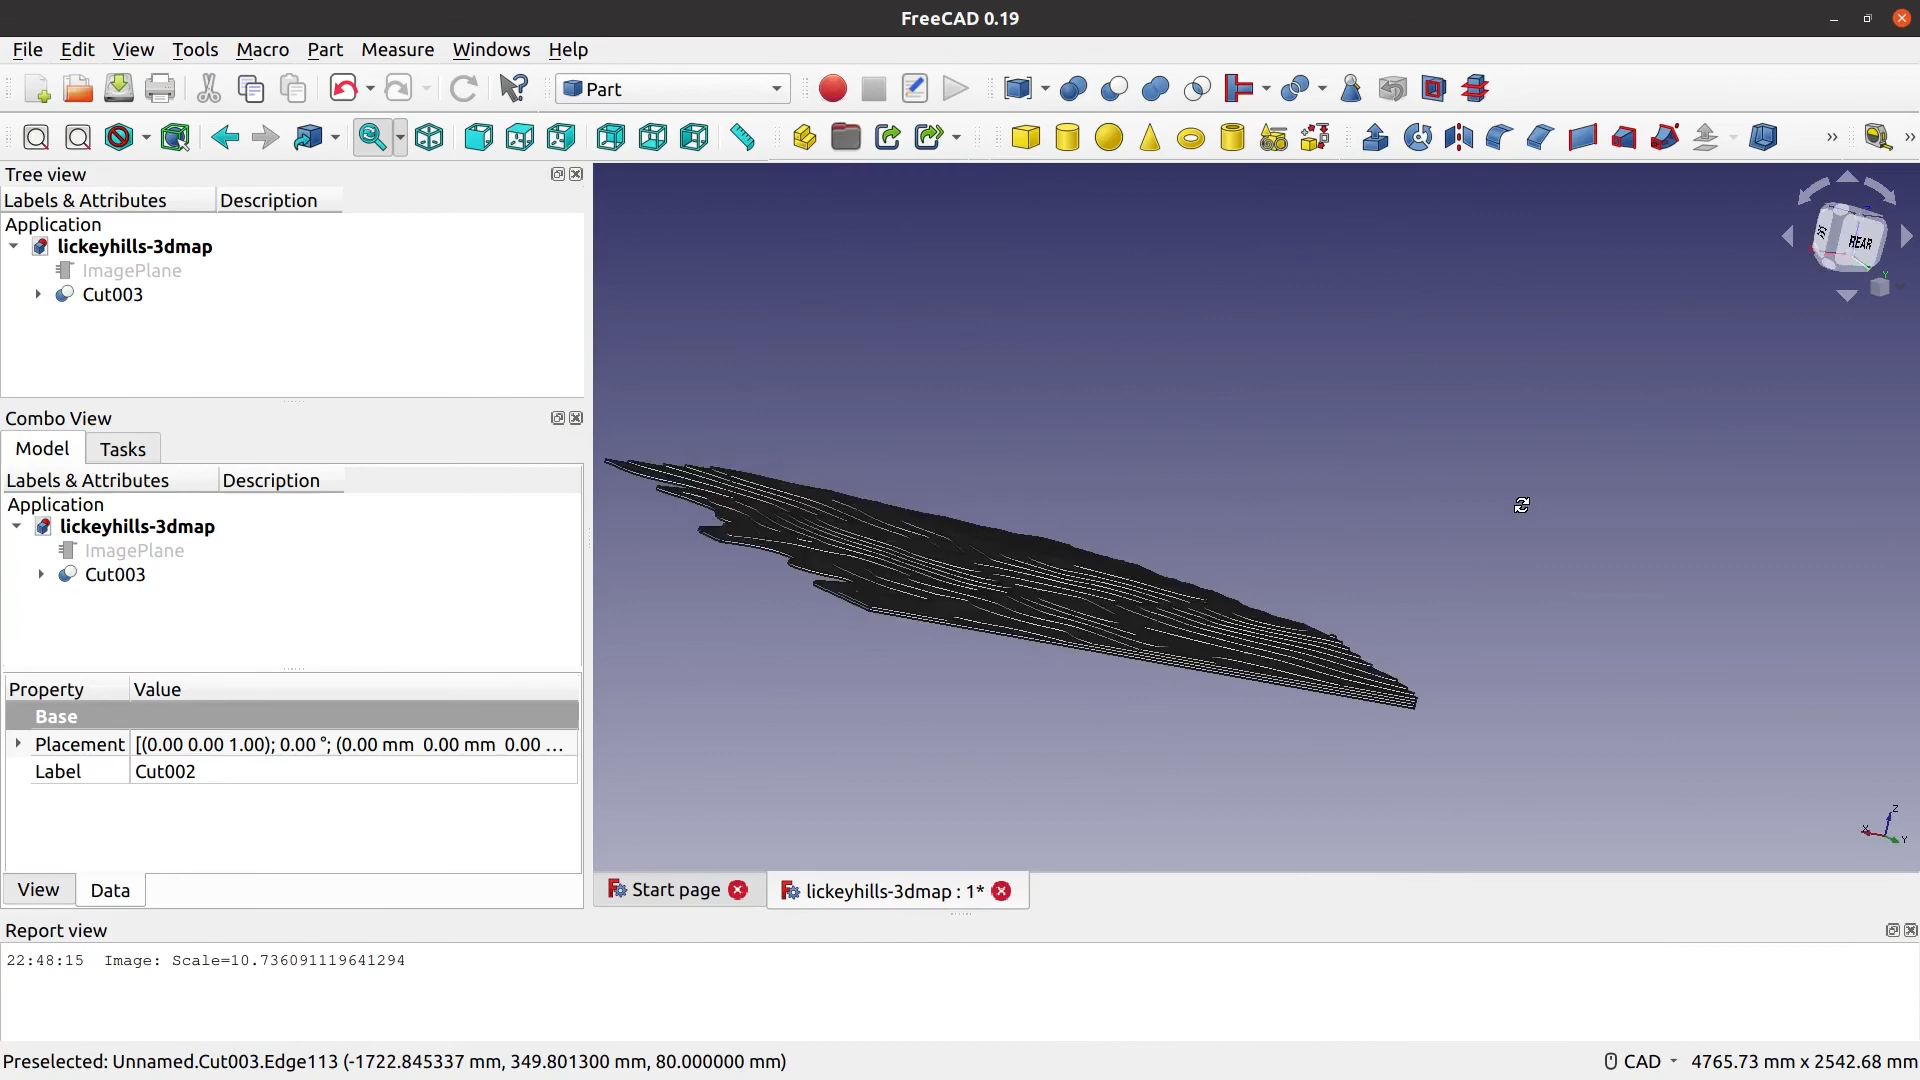 FreeCAD 0.19
File Edit View Tools Macro Part Measure Windows Help
Part
Tree view
Labels & Attributes Description
Application
lickeyhills-3dmap
ImagePlane
Cut003
Combo View
Model Tasks
Labels & Attributes Description
Application
lickeyhills-3dmap
ImagePlane
Cut003
Property Value
Base
Placement [(0.00 0.00 1.00); 0.00 °; (0.00 mm 0.00 mm 0.00 ...
Label Cut002
View Data
REAR
Z
X
Y
Y
Start page lickeyhills-3dmap : 1*
Report view
22:48:15 Image: Scale=10.736091119641294
Preselected: Unnamed.Cut003.Edge113 (-1722.845337 mm, 349.801300 mm, 80.000000 mm) CAD 4765.73 mm x 2542.68 mm